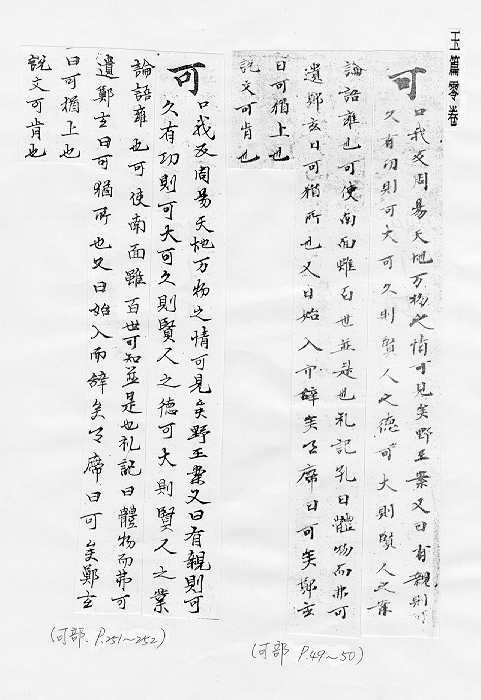 玉篇零卷
可
口我反周易天地万物之情可見矣野王案又曰有親則可
久有功則可大可久則賢人之德可大則賢人之業
論語雍也可使南面雖百世並是也礼記孔曰體物而弗可
遺鄭玄曰可猶所也又曰始入而辞矣即席曰可矣鄭玄
曰可猶上也
說文可肯也
可
口我反周易天地万物之情可見矣野王案又曰有親則可
久有功則可大可久則賢人之德可大則賢人之業
論語雍也可使南面雖百世可知並是也礼記曰體物而弗可
遺鄭玄曰可猶所也又曰始入而辞矣即席曰可矣鄭玄
曰可猶上也
說文可肯也
(可部. P.251~252)
(可部 P.49~50)